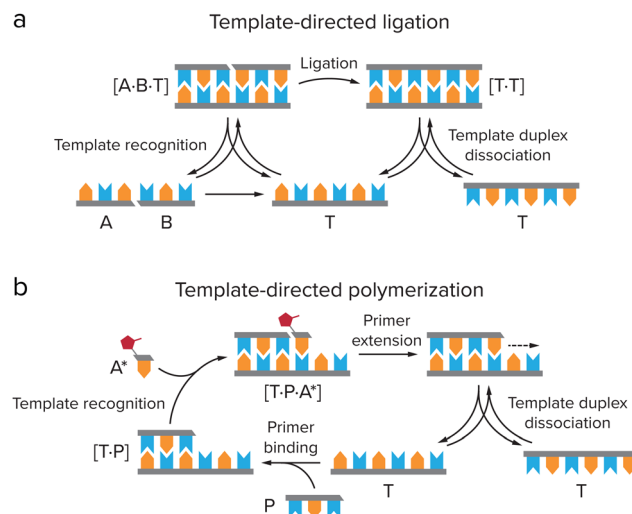 a
Template-directed ligation
Ligation
[A·B·T]
[T·T]
Template recognition
Template duplex
dissociation
A
B
T
T
b
Template-directed polymerization
Primer
extension
A*
[T·P·A*]
Template recognition
Template duplex
dissociation
Primer
binding
[T·P]
T
T
P